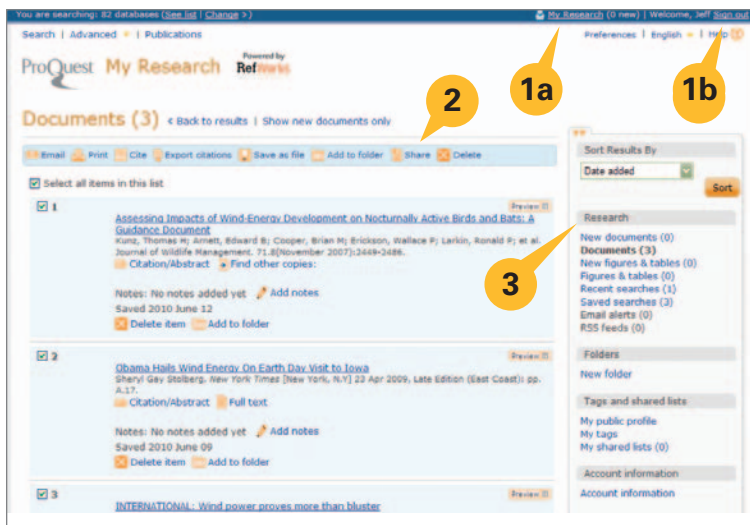 You are searching: 82 databases (See list | Change >)
My Research (0 new) | Welcome, Jeff Sign out
Search | Advanced | Publications
Preferences | English | Help
1a
1b
ProQuest My Research
Powered by
RefWorks
2
Documents (3) < Back to results | Show new documents only
Email Print Cite Export citations Save as file Add to folder Share Delete
Select all items in this list
1
Preview
Assessing Impacts of Wind-Energy Development on Nocturnally Active Birds and Bats: A
Guidance Document
Kunz, Thomas H; Arnett, Edward B; Cooper, Brian M; Erickson, Wallace P; Larkin, Ronald P; et al.
Journal of Wildlife Management. 71.8(November 2007):2449-2486.
Citation/Abstract Find other copies:
Notes: No notes added yet Add notes
Saved 2010 June 12
Delete item Add to folder
2
Preview
Obama Hails Wind Energy On Earth Day Visit to Iowa
Sheryl Gay Stolberg. New York Times [New York, N.Y] 23 Apr 2009, Late Edition (East Coast): pp.
A.17.
Citation/Abstract Full text
Notes: No notes added yet Add notes
Saved 2010 June 09
Delete item Add to folder
3
Preview
INTERNATIONAL: Wind power proves more than bluster
Sort Results By
Date added
Sort
3
Research
New documents (0)
Documents (3)
New figures & tables (0)
Figures & tables (0)
Recent searches (1)
Saved searches (3)
Email alerts (0)
RSS feeds (0)
Folders
New folder
Tags and shared lists
My public profile
My tags
My shared lists (0)
Account information
Account information